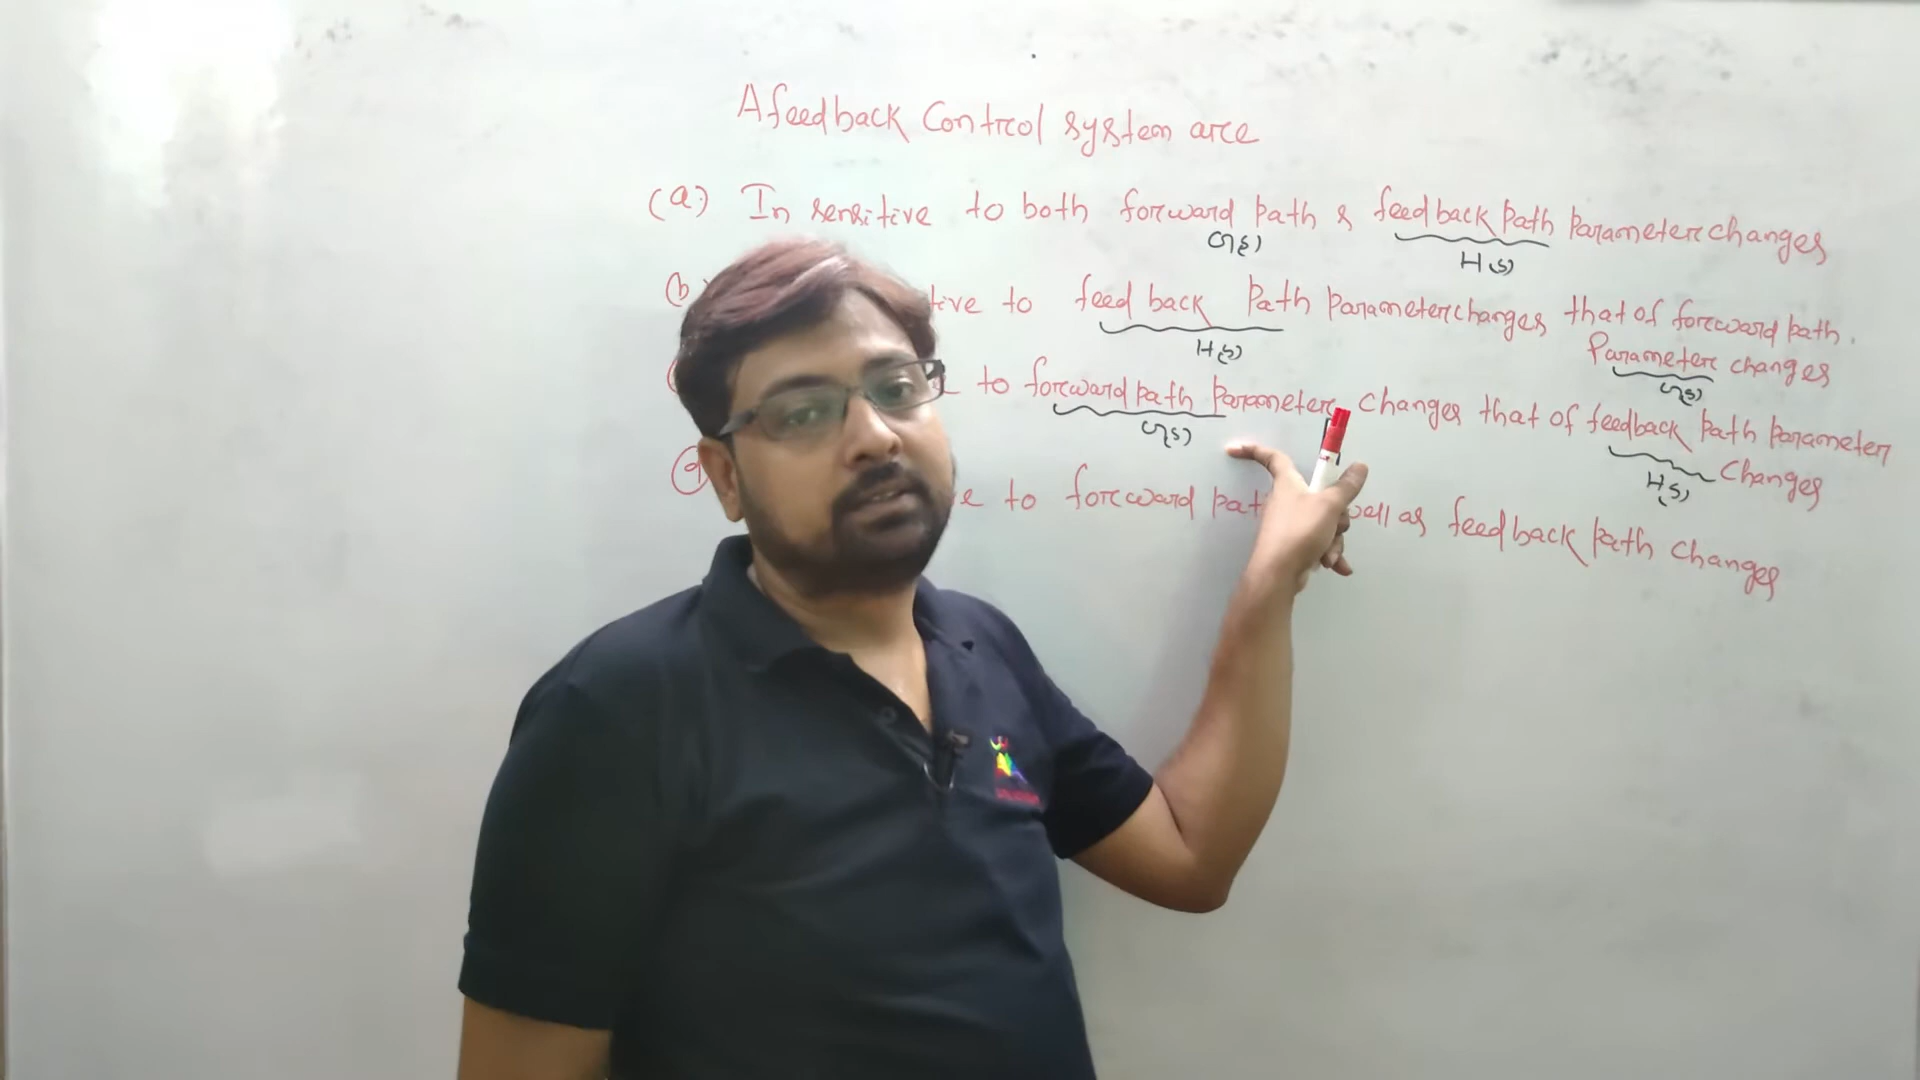 A feedback Control system are
(a) In sensitive to both forward path & feedback path parameter changes
G(s) H(s)
(b) tive to feed back path parameter changes that of forward path.
H(s) parameter changes
G(s)
to forward path parameter changes that of feedback path parameter
G(s) H(s) changes
(d) e to forward path well as feedback path changes